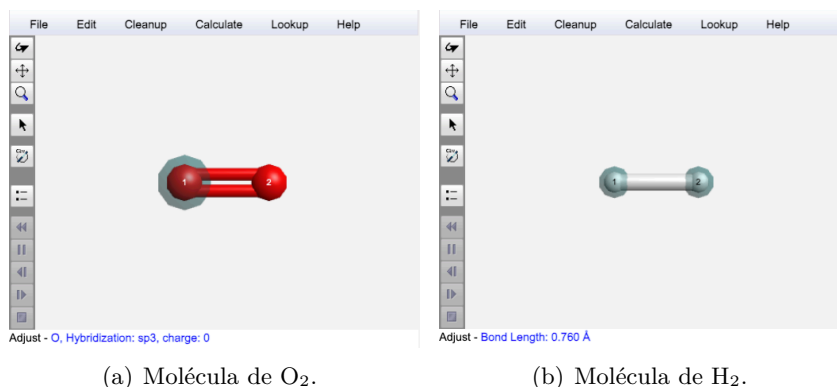 File Edit Cleanup Calculate Lookup Help
1 2
Adjust - O, Hybridization: sp3, charge: 0
(a) Molécula de O₂.
File Edit Cleanup Calculate Lookup Help
1 2
Adjust - Bond Length: 0.760 Å
(b) Molécula de H₂.